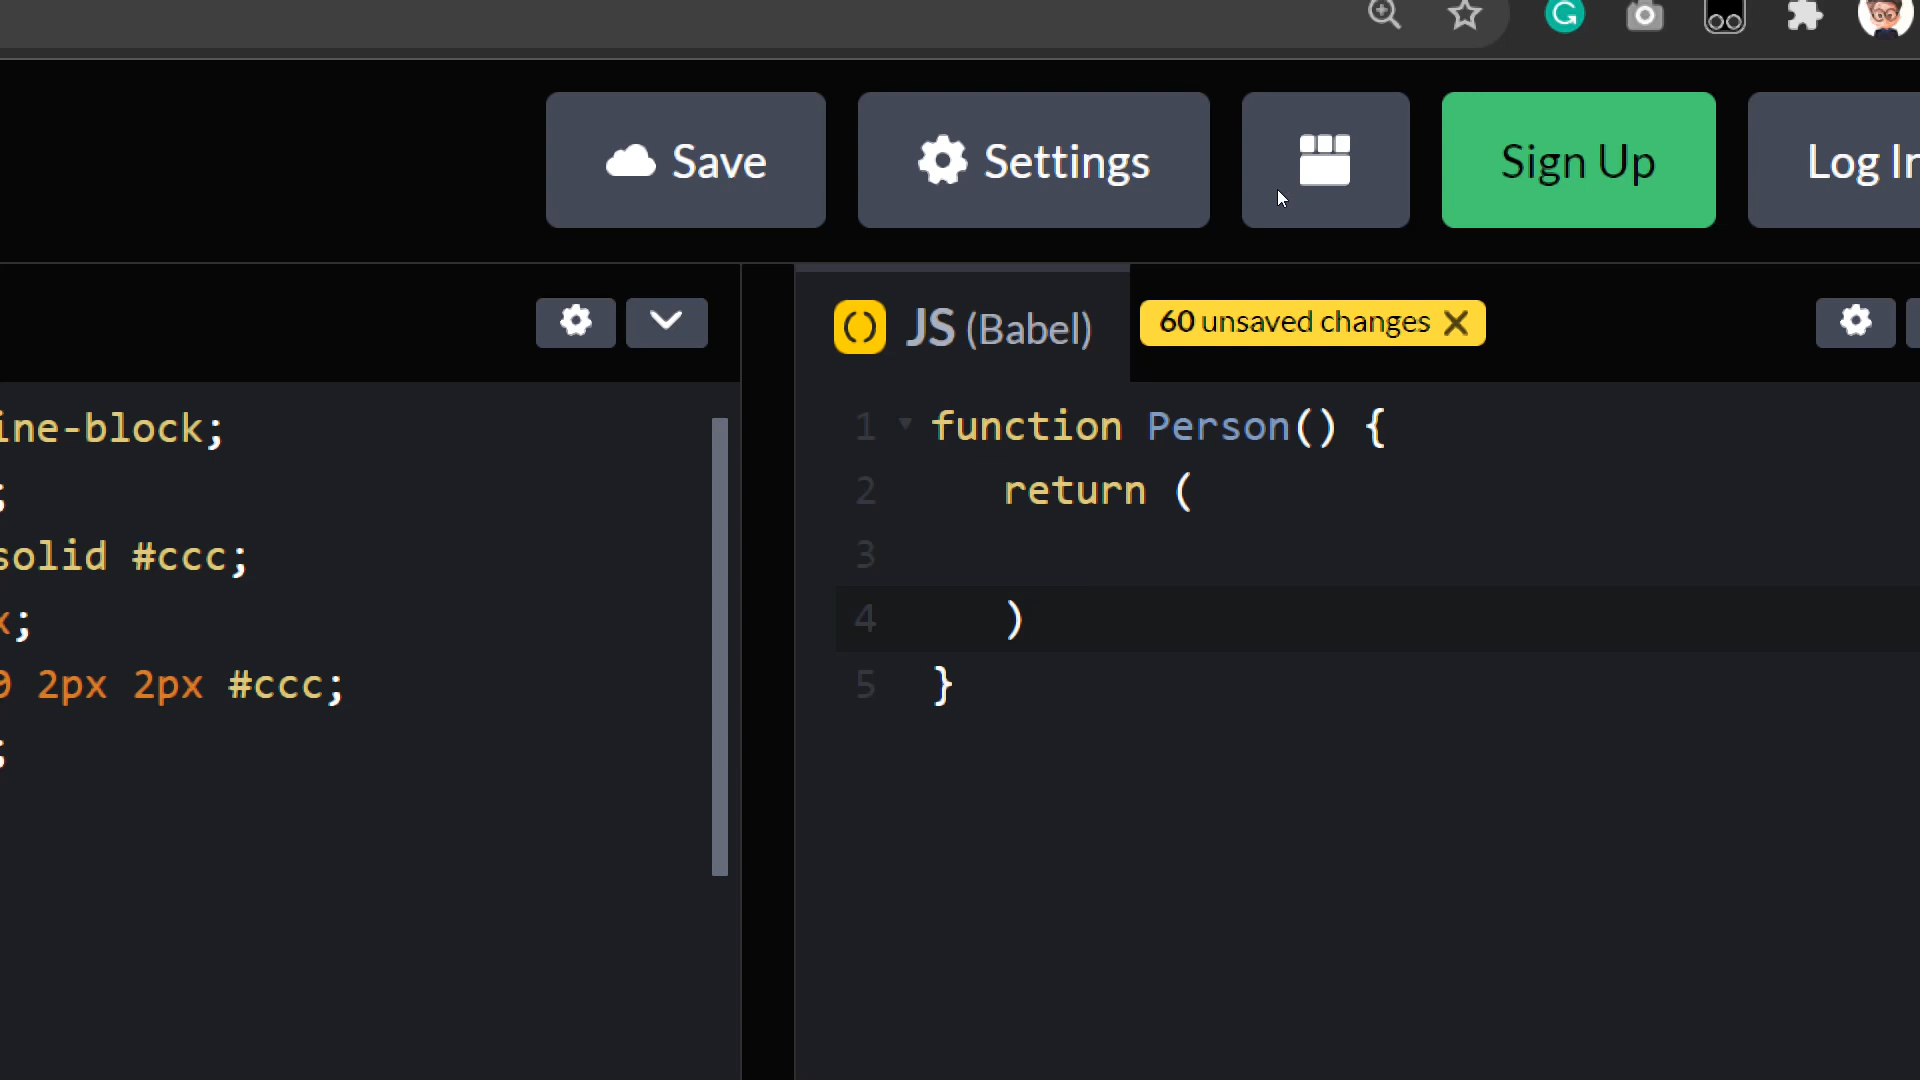 Save
Settings
Sign Up
Log In
JS (Babel)
60 unsaved changes
ine-block;
;
solid #ccc;
x;
0 2px 2px #ccc;
;
1 function Person() {
2 return (
3
4 )
5 }